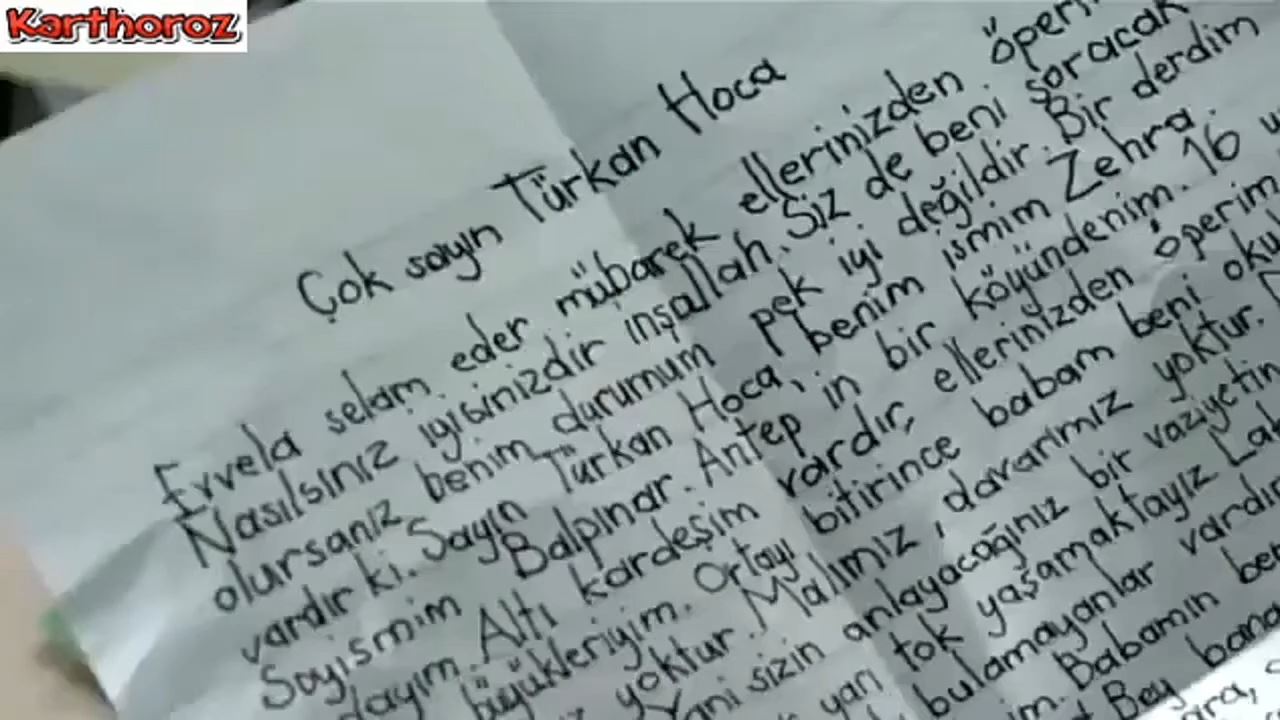 Karthoroz
Çok sayın Türkan Hoca
Evvela selam eder mübarek ellerinizden öperim
Nasılsınız iyisinizdir inşallah. Siz de beni soracak
olursanız benim durumum pek iyi değildir. Bir derdim
vardır ki. Sayın Türkan Hoca, benim ismim Zehra.
Soyismim Balpınar. Antep in bir köyündenim. 16
dayım. Altı kardeşim vardır, ellerinizden öperim
büyükleriyim. Ortayı bitirince babam beni
yoktur. Malımız, davarımız yoktur.
Yani sizin anlayacağınız bir
yarı tok yaşamaktayız
bulamayanlar
Babamın
Bey